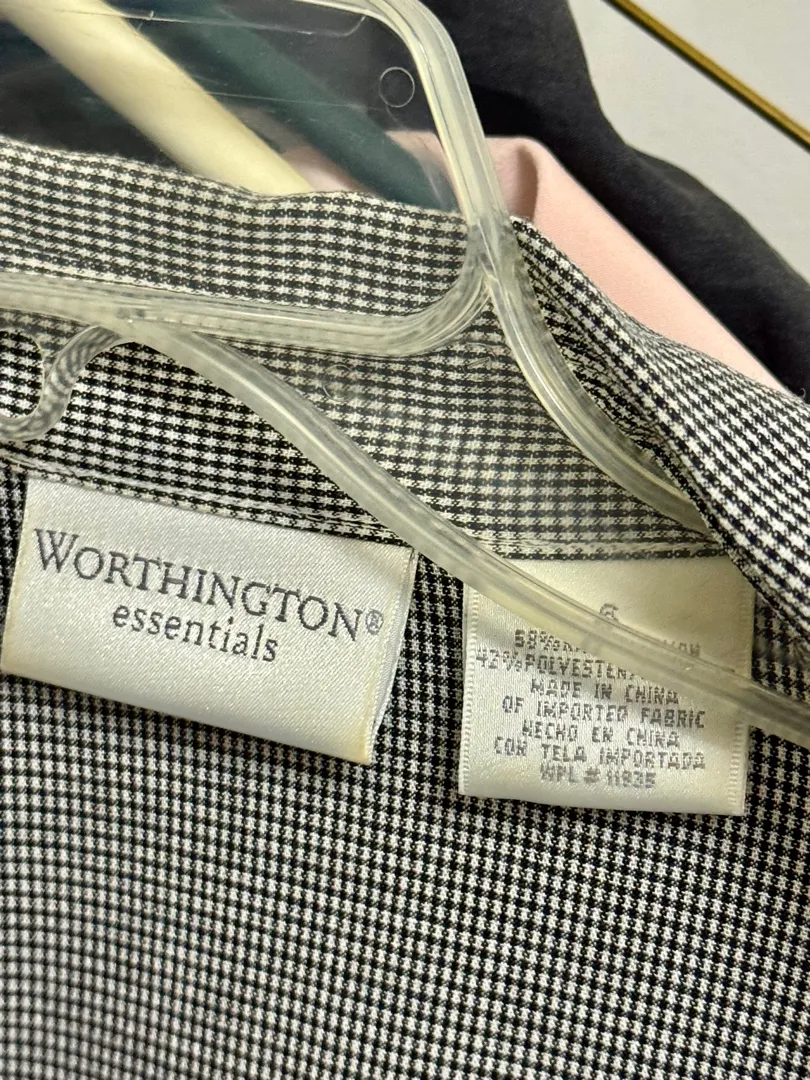 WORTHINGTON®
essentials
42%POLYESTER
MADE IN CHINA
OF IMPORTED FABRIC
HECHO EN CHINA
CON TELA IMPORTADA
WPL # 11835